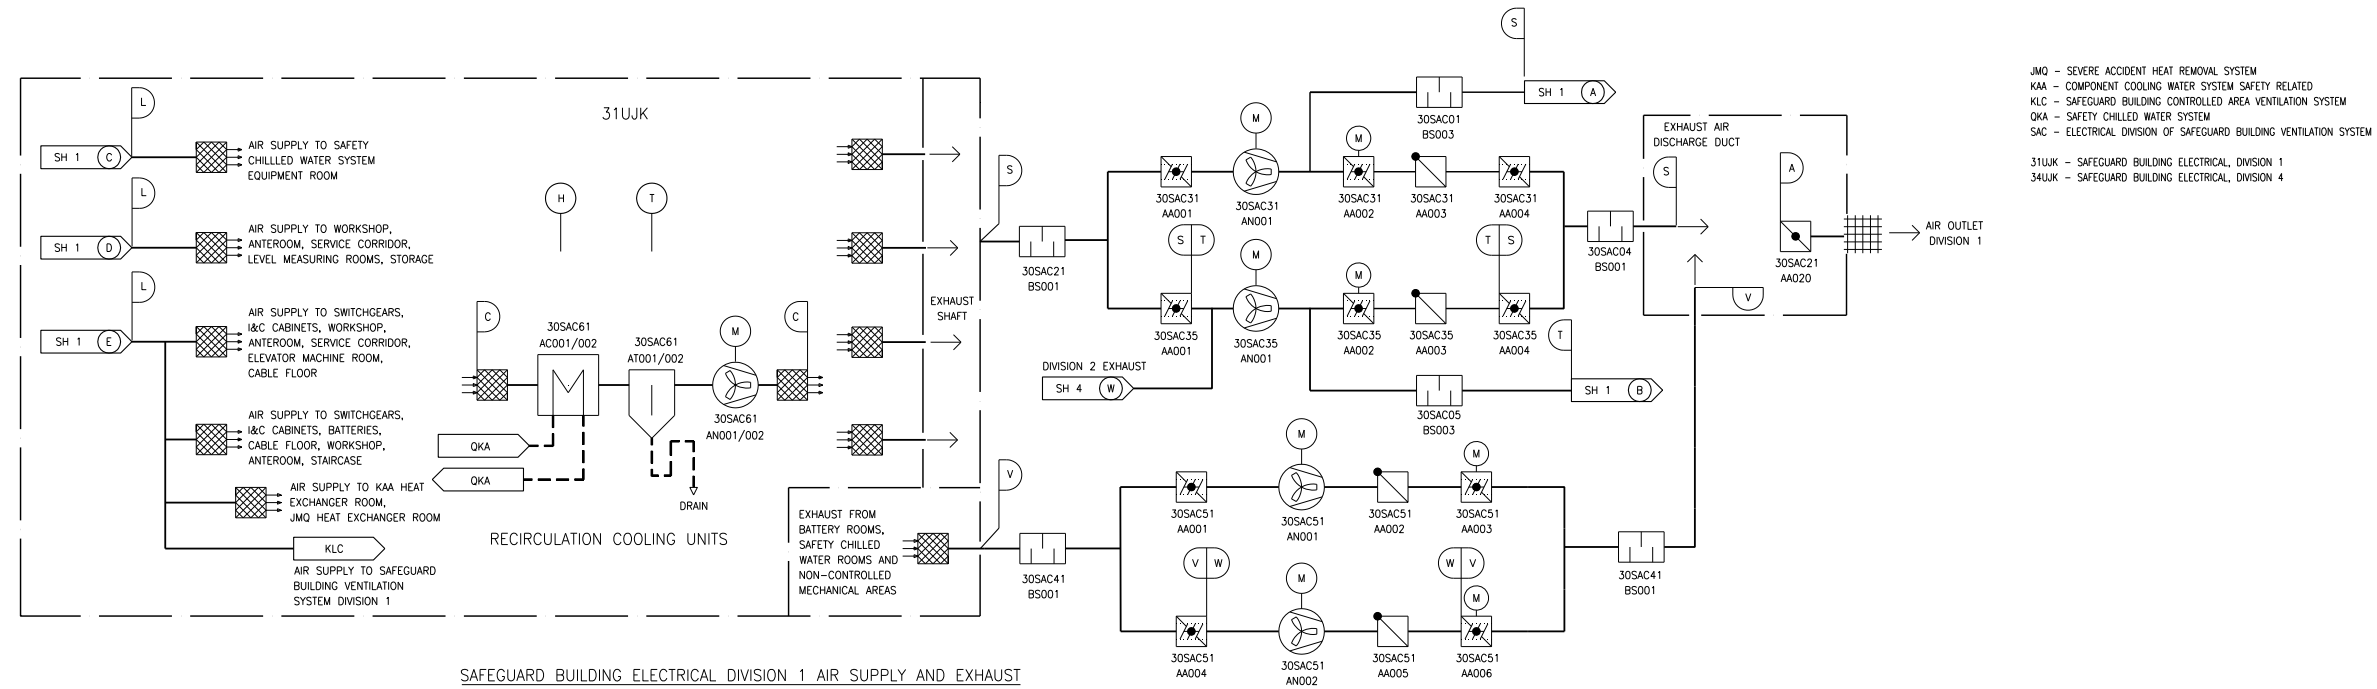 31UJK
L
SH 1 C
AIR SUPPLY TO SAFETY
CHILLLED WATER SYSTEM
EQUIPMENT ROOM
L
SH 1 D
AIR SUPPLY TO WORKSHOP,
ANTEROOM, SERVICE CORRIDOR,
LEVEL MEASURING ROOMS, STORAGE
L
SH 1 E
AIR SUPPLY TO SWITCHGEARS,
I&C CABINETS, WORKSHOP,
ANTEROOM, SERVICE CORRIDOR,
ELEVATOR MACHINE ROOM,
CABLE FLOOR
AIR SUPPLY TO SWITCHGEARS,
I&C CABINETS, BATTERIES,
CABLE FLOOR, WORKSHOP,
ANTEROOM, STAIRCASE
AIR SUPPLY TO KAA HEAT
EXCHANGER ROOM,
JMQ HEAT EXCHANGER ROOM
KLC
AIR SUPPLY TO SAFEGUARD
BUILDING VENTILATION
SYSTEM DIVISION 1
H
T
C
30SAC61
AC001/002
30SAC61
AT001/002
M
30SAC61
AN001/002
C
QKA
QKA
DRAIN
RECIRCULATION COOLING UNITS
EXHAUST
SHAFT
EXHAUST FROM
BATTERY ROOMS,
SAFETY CHILLED
WATER ROOMS AND
NON-CONTROLLED
MECHANICAL AREAS
S
30SAC21
BS001
30SAC31
AA001
M
30SAC31
AN001
M
30SAC31
AA002
30SAC31
AA003
30SAC31
AA004
30SAC01
BS003
S
SH 1 A
S T
30SAC35
AA001
M
30SAC35
AN001
M
30SAC35
AA002
30SAC35
AA003
T S
30SAC35
AA004
DIVISION 2 EXHAUST
SH 4 W
30SAC05
BS003
T
SH 1 B
30SAC04
BS001
EXHAUST AIR
DISCHARGE DUCT
S
A
30SAC21
AA020
V
AIR OUTLET
DIVISION 1
V
30SAC41
BS001
30SAC51
AA001
M
30SAC51
AN001
30SAC51
AA002
M
30SAC51
AA003
V W
30SAC51
AA004
M
30SAC51
AN002
30SAC51
AA005
W V
M
30SAC51
AA006
30SAC41
BS001
JMQ - SEVERE ACCIDENT HEAT REMOVAL SYSTEM
KAA - COMPONENT COOLING WATER SYSTEM SAFETY RELATED
KLC - SAFEGUARD BUILDING CONTROLLED AREA VENTILATION SYSTEM
QKA - SAFETY CHILLED WATER SYSTEM
SAC - ELECTRICAL DIVISION OF SAFEGUARD BUILDING VENTILATION SYSTEM
31UJK - SAFEGUARD BUILDING ELECTRICAL, DIVISION 1
34UJK - SAFEGUARD BUILDING ELECTRICAL, DIVISION 4
SAFEGUARD BUILDING ELECTRICAL DIVISION 1 AIR SUPPLY AND EXHAUST